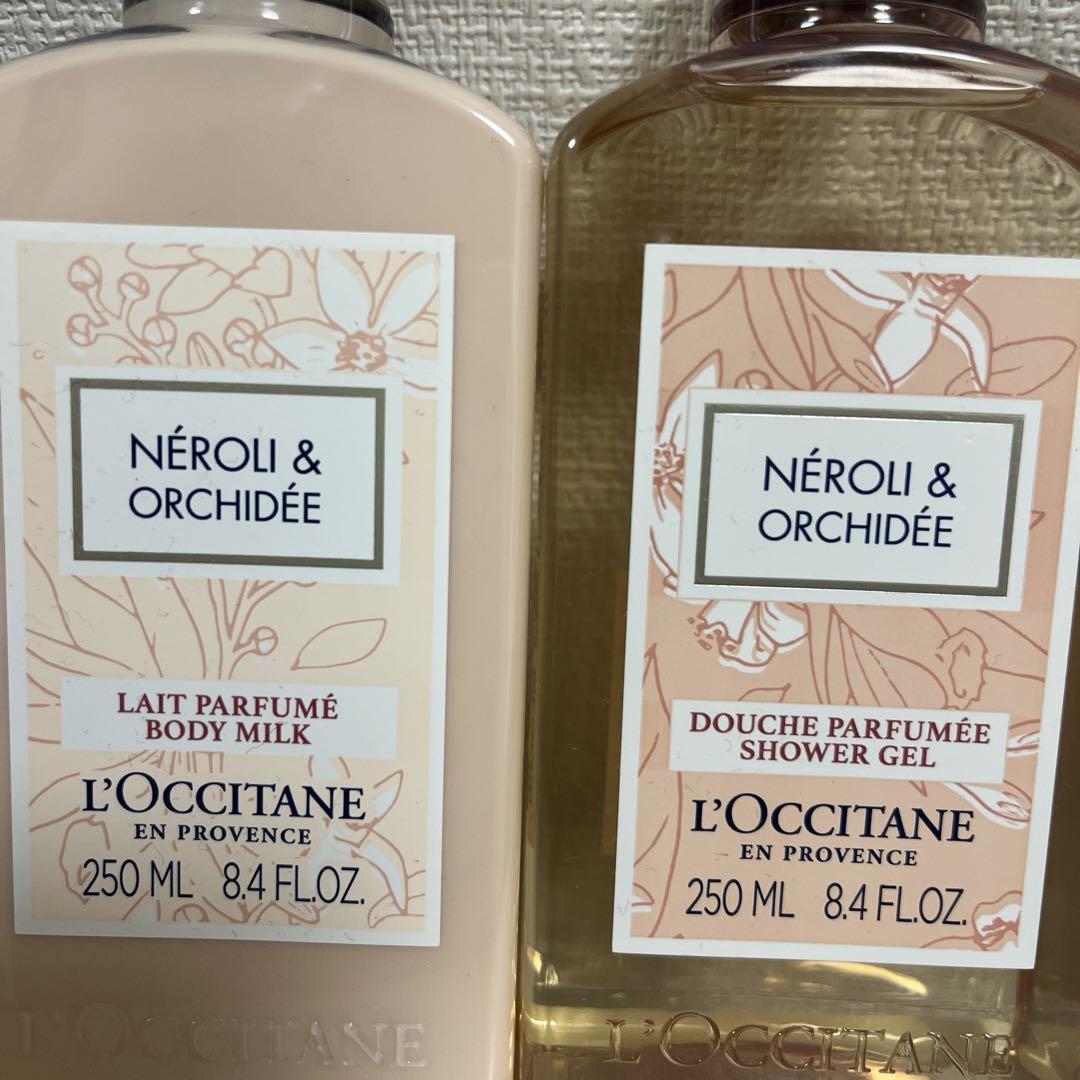 NÉROLI &
ORCHIDÉE
LAIT PARFUMÉ
BODY MILK
L'OCCITANE
EN PROVENCE
250 ML 8.4 FL.OZ.
L'OCCITANE
NÉROLI &
ORCHIDÉE
DOUCHE PARFUMÉE
SHOWER GEL
L'OCCITANE
EN PROVENCE
250 ML 8.4 FL.OZ.
L'OCCITANE